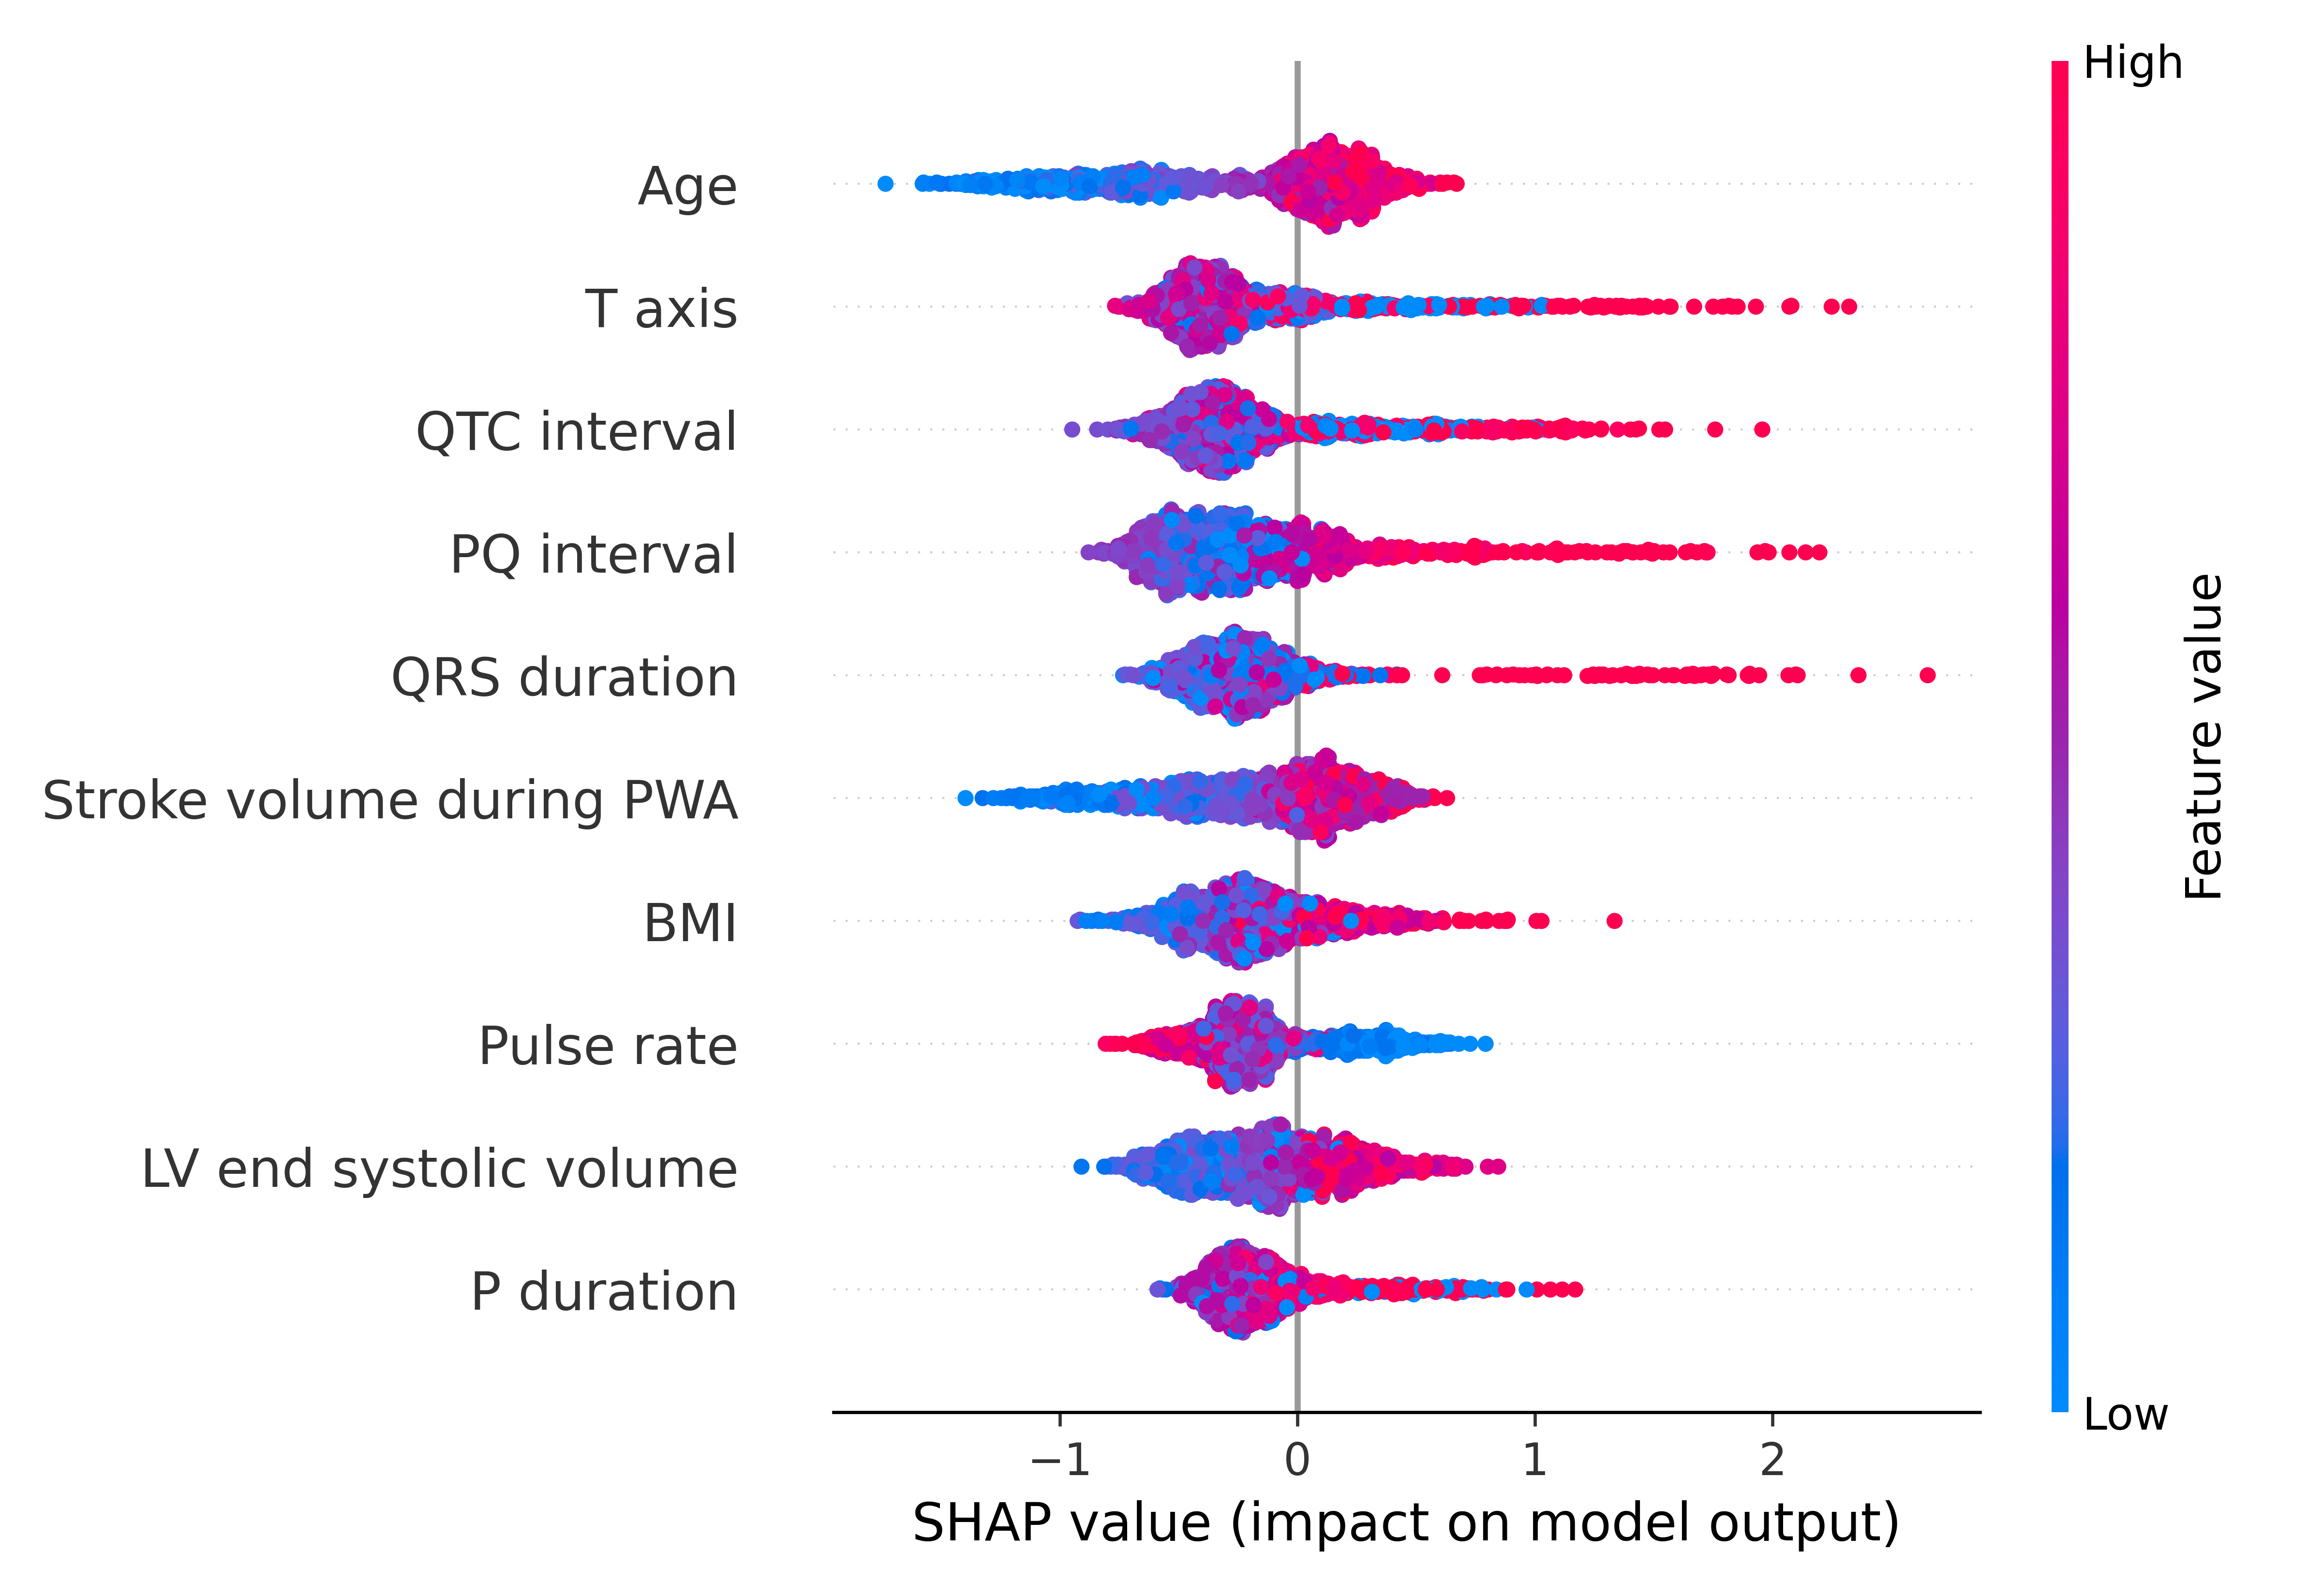 High
Age
T axis
QTC interval
PQ interval
QRS duration
Stroke volume during PWA
BMI
Pulse rate
LV end systolic volume
P duration
Feature value
Low
−1 0 1 2
SHAP value (impact on model output)